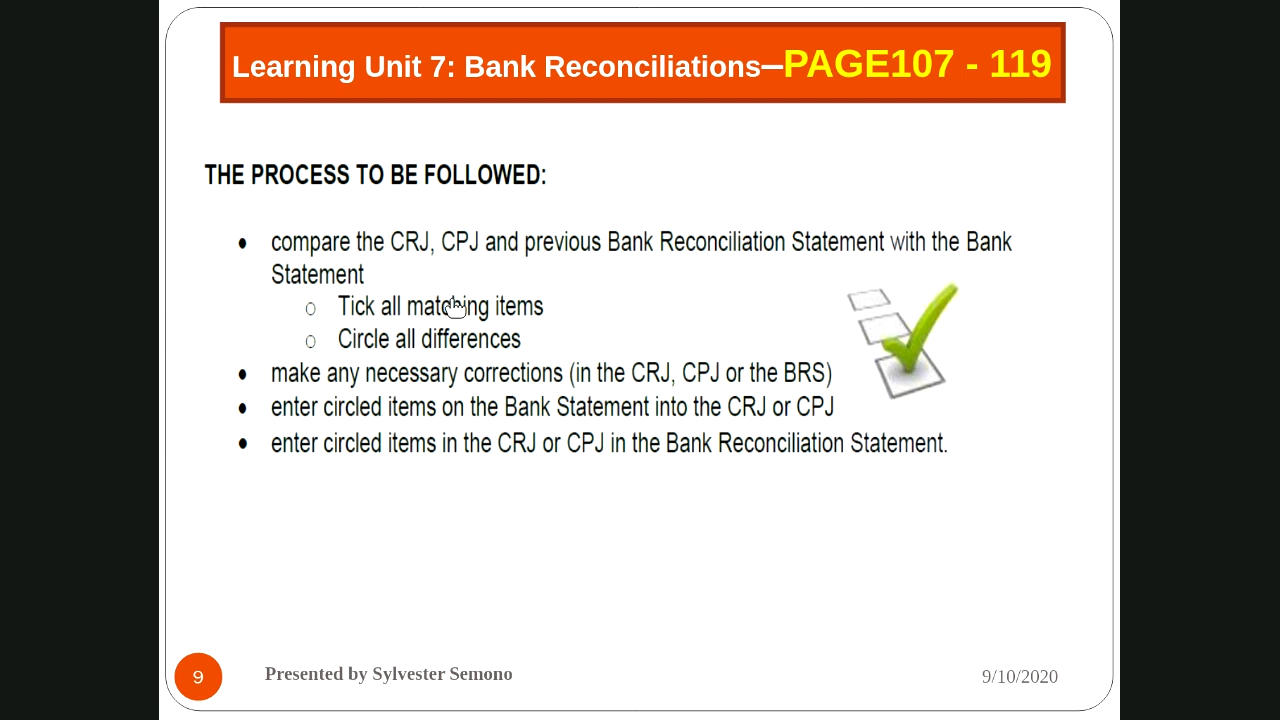 Learning Unit 7: Bank Reconciliations–PAGE107 - 119
THE PROCESS TO BE FOLLOWED:
• compare the CRJ, CPJ and previous Bank Reconciliation Statement with the Bank
Statement
o Tick all matching items
o Circle all differences
• make any necessary corrections (in the CRJ, CPJ or the BRS)
• enter circled items on the Bank Statement into the CRJ or CPJ
• enter circled items in the CRJ or CPJ in the Bank Reconciliation Statement.
9 Presented by Sylvester Semono 9/10/2020